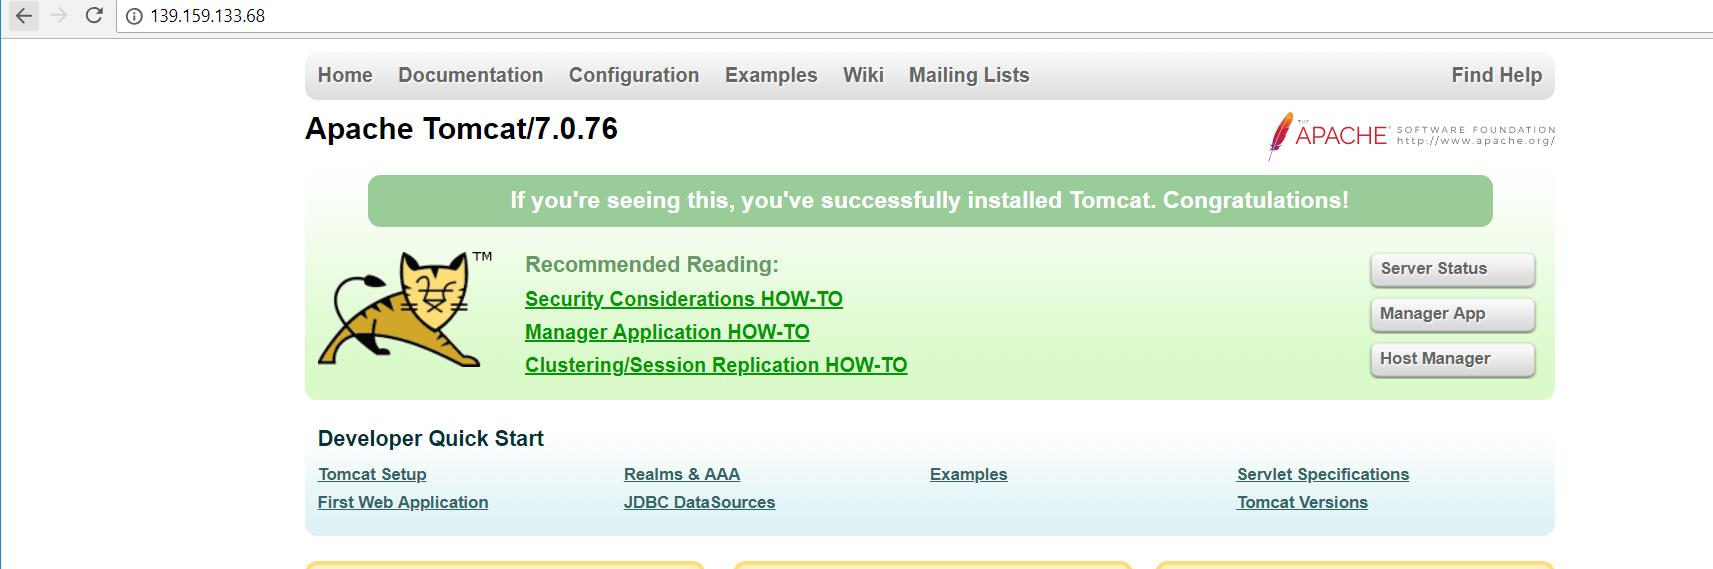 139.159.133.68
Home Documentation Configuration Examples Wiki Mailing Lists Find Help
Apache Tomcat/7.0.76
THE APACHE® SOFTWARE FOUNDATION
http://www.apache.org/
If you're seeing this, you've successfully installed Tomcat. Congratulations!
TM
Recommended Reading:
Security Considerations HOW-TO
Manager Application HOW-TO
Clustering/Session Replication HOW-TO
Server Status
Manager App
Host Manager
Developer Quick Start
Tomcat Setup Realms & AAA Examples Servlet Specifications
First Web Application JDBC DataSources Tomcat Versions